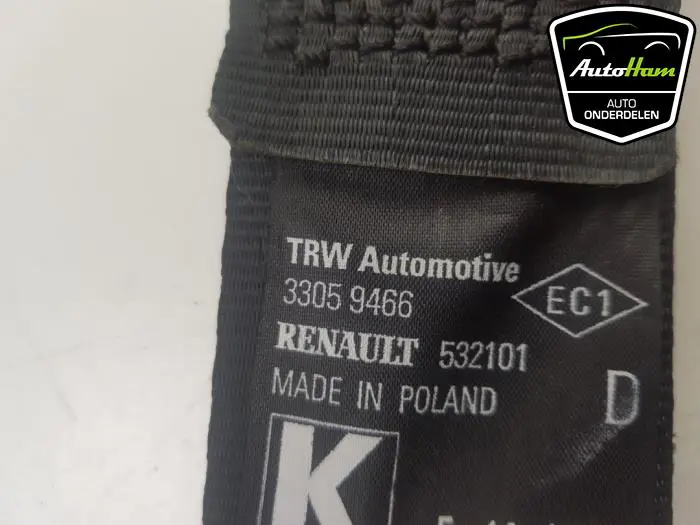 AutoHam
AUTO
ONDERDELEN
TRW Automotive
3305 9466
EC1
RENAULT 532101
D
MADE IN POLAND
K